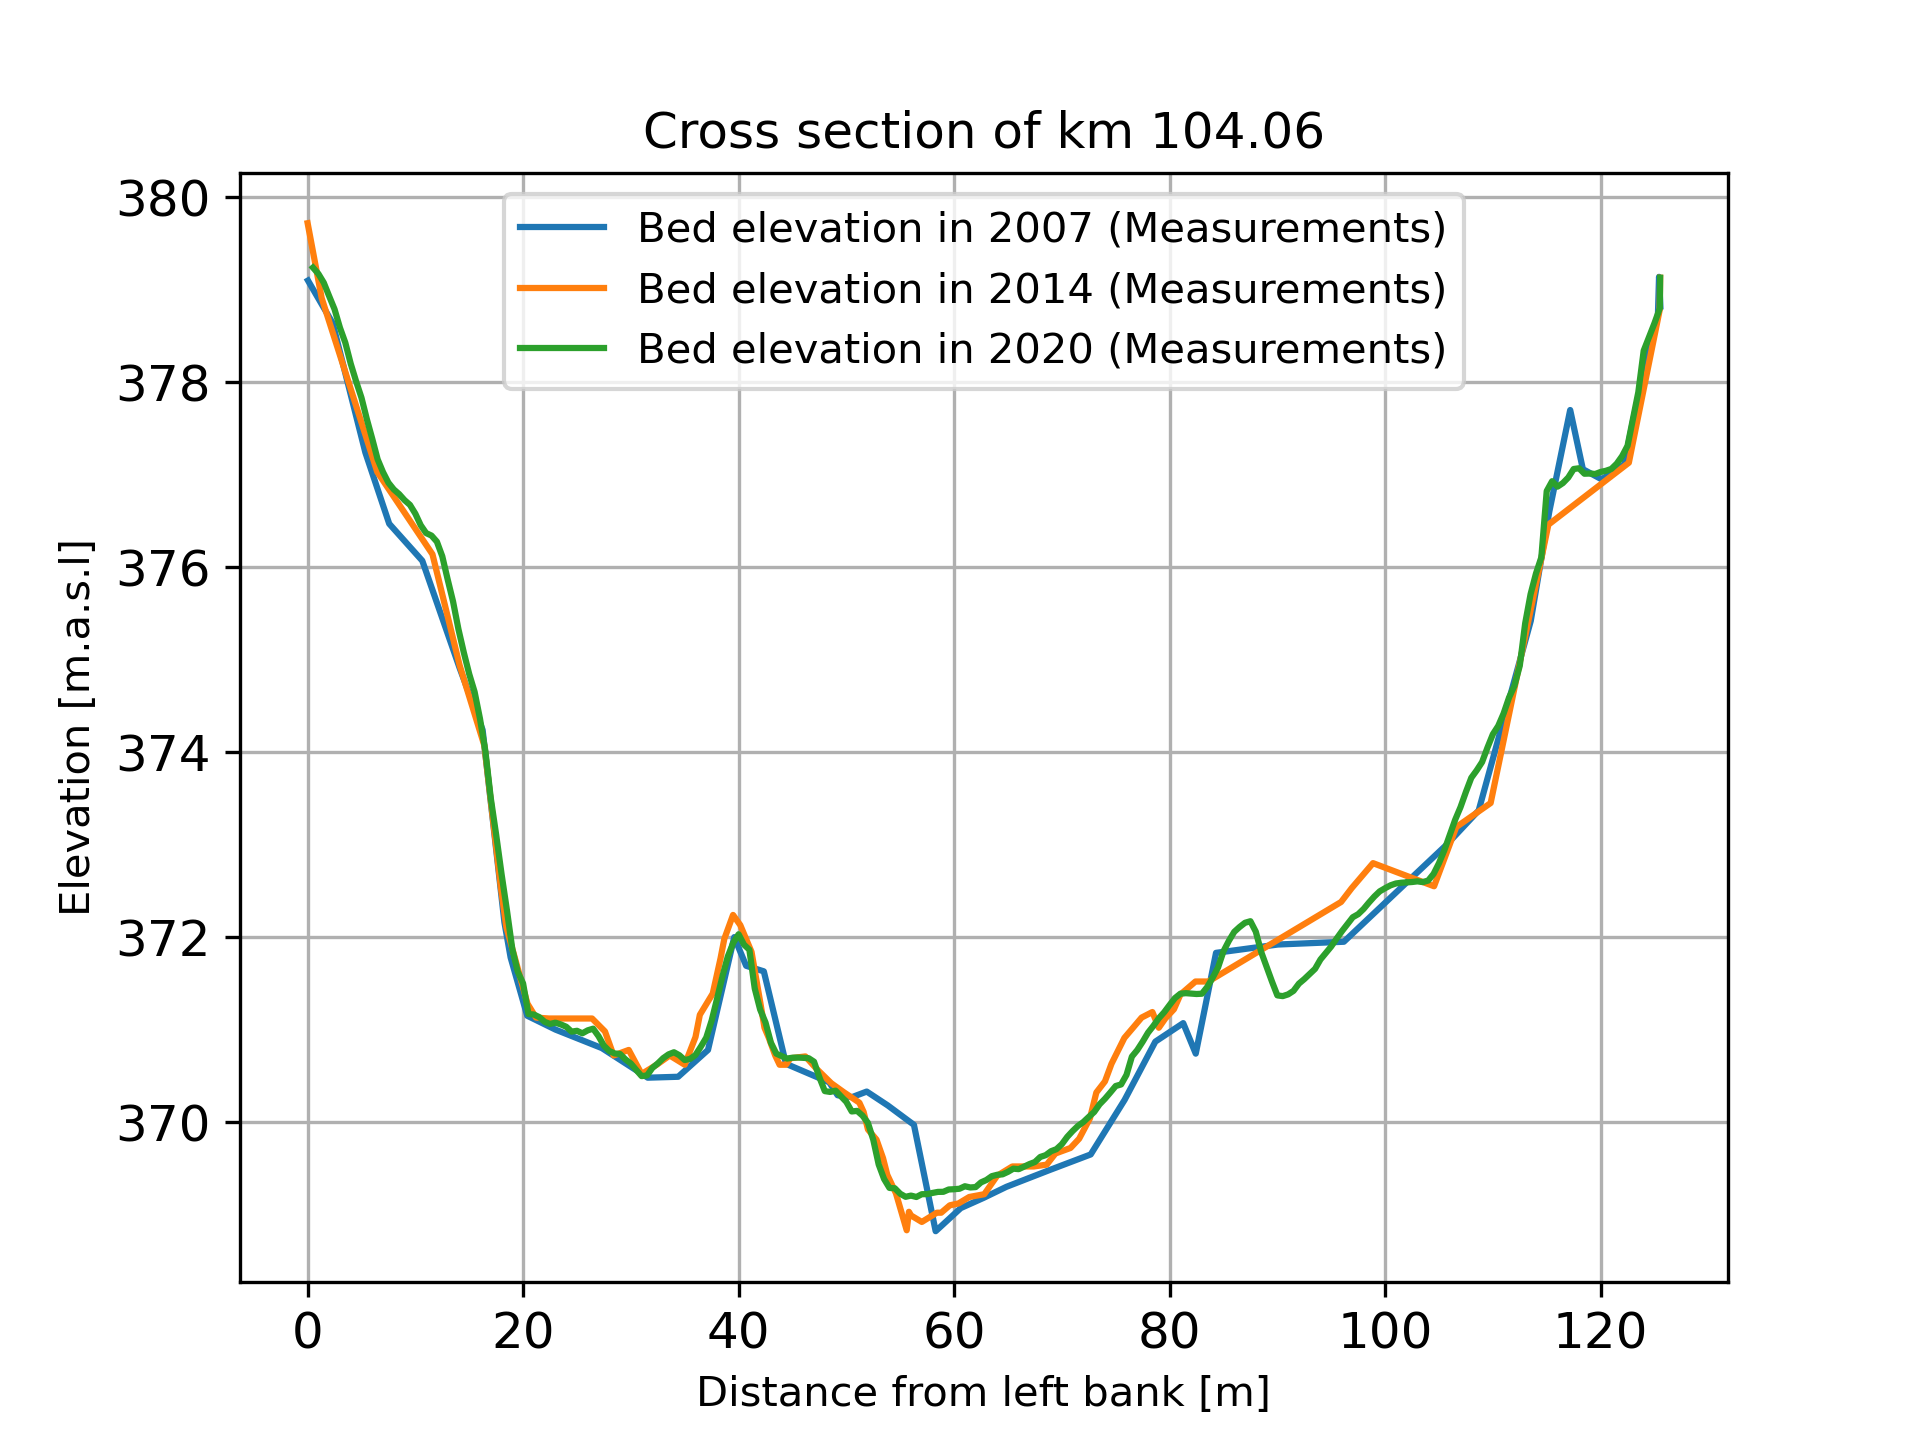 Cross section of km 104.06
Bed elevation in 2007 (Measurements)
Bed elevation in 2014 (Measurements)
Bed elevation in 2020 (Measurements)
Elevation [m.a.s.l]
380
378
376
374
372
370
0 20 40 60 80 100 120
Distance from left bank [m]